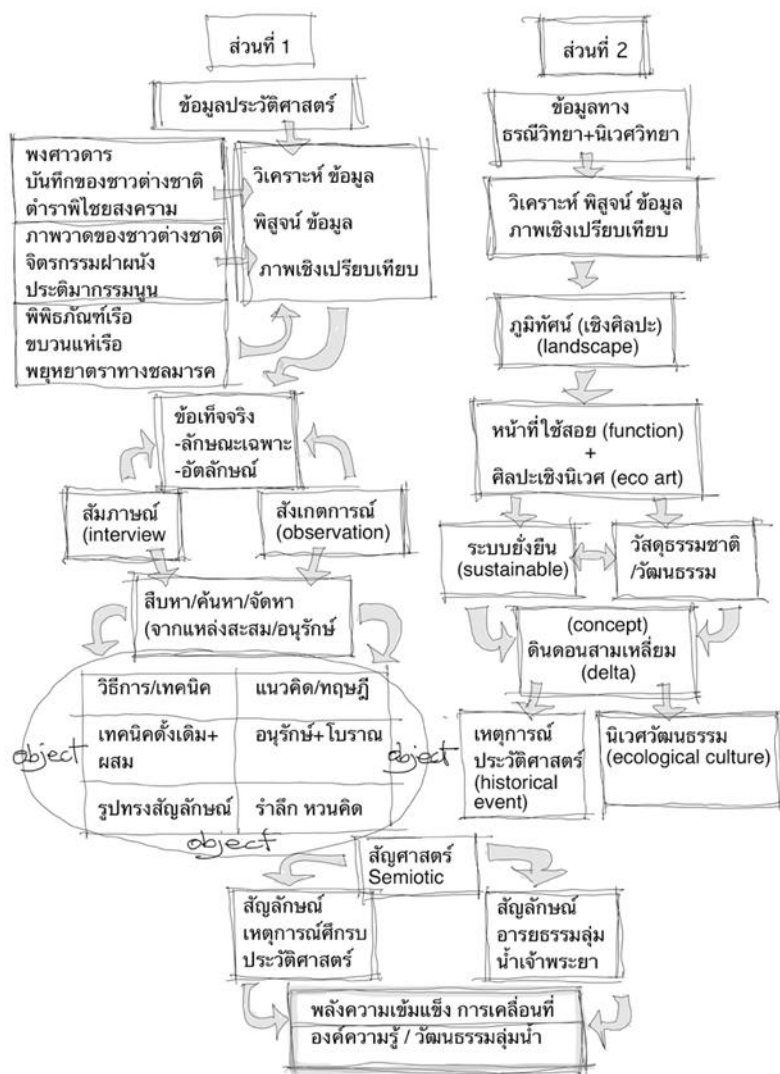 ส่วนที่ 1
ข้อมูลประวัติศาสตร์
พงศาวดาร
บันทึกของชาวต่างชาติ
ตำราพิไชยสงคราม
ภาพวาดของชาวต่างชาติ
จิตรกรรมฝาผนัง
ประติมากรรมนูน
พิพิธภัณฑ์เรือ
ขบวนแห่เรือ
พยุหยาตราทางชลมารค
วิเคราะห์ ข้อมูล
พิสูจน์ ข้อมูล
ภาพเชิงเปรียบเทียบ
ข้อเท็จจริง
-ลักษณะเฉพาะ
-อัตลักษณ์
สัมภาษณ์
(interview
สังเกตการณ์
(observation)
สืบหา/ค้นหา/จัดหา
(จากแหล่งสะสม/อนุรักษ์
วิธีการ/เทคนิค
แนวคิด/ทฤษฎี
เทคนิคดั้งเดิม+
ผสม
อนุรักษ์+โบราณ
object
object
รูปทรงสัญลักษณ์
รำลึก หวนคิด
object
ส่วนที่ 2
ข้อมูลทาง
ธรณีวิทยา+นิเวศวิทยา
วิเคราะห์ พิสูจน์ ข้อมูล
ภาพเชิงเปรียบเทียบ
ภูมิทัศน์ (เชิงศิลปะ)
(landscape)
หน้าที่ใช้สอย (function)
+
ศิลปะเชิงนิเวศ (eco art)
ระบบยั่งยืน
(sustainable)
วัสดุธรรมชาติ
/วัฒนธรรม
(concept)
ดินดอนสามเหลี่ยม
(delta)
เหตุการณ์
ประวัติศาสตร์
(historical
event)
นิเวศวัฒนธรรม
(ecological culture)
สัญศาสตร์
Semiotic
สัญลักษณ์
เหตุการณ์ศึกรบ
ประวัติศาสตร์
สัญลักษณ์
อารยธรรมลุ่ม
น้ำเจ้าพระยา
พลังความเข้มแข็ง การเคลื่อนที่
องค์ความรู้ / วัฒนธรรมลุ่มน้ำ